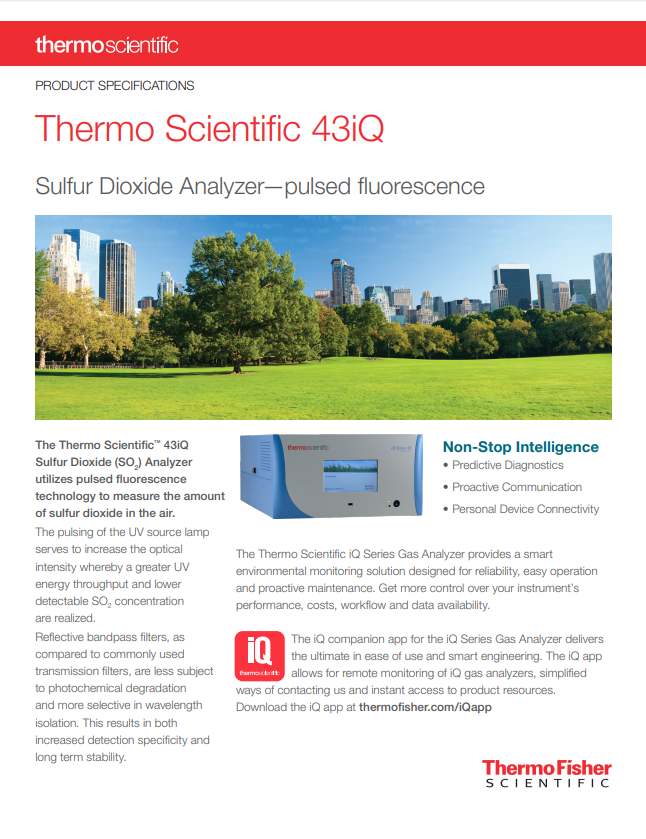 thermoscientific
PRODUCT SPECIFICATIONS
Thermo Scientific 43iQ
Sulfur Dioxide Analyzer—pulsed fluorescence
The Thermo Scientific™ 43iQ
Sulfur Dioxide (SO₂) Analyzer
utilizes pulsed fluorescence
technology to measure the amount
of sulfur dioxide in the air.
The pulsing of the UV source lamp
serves to increase the optical
intensity whereby a greater UV
energy throughput and lower
detectable SO₂ concentration
are realized.
Reflective bandpass filters, as
compared to commonly used
transmission filters, are less subject
to photochemical degradation
and more selective in wavelength
isolation. This results in both
increased detection specificity and
long term stability.
thermoscientific
Non-Stop Intelligence
• Predictive Diagnostics
• Proactive Communication
• Personal Device Connectivity
The Thermo Scientific iQ Series Gas Analyzer provides a smart
environmental monitoring solution designed for reliability, easy operation
and proactive maintenance. Get more control over your instrument's
performance, costs, workflow and data availability.
iQ
thermoscientific
The iQ companion app for the iQ Series Gas Analyzer delivers
the ultimate in ease of use and smart engineering. The iQ app
allows for remote monitoring of iQ gas analyzers, simplified
ways of contacting us and instant access to product resources.
Download the iQ app at thermofisher.com/iQapp
ThermoFisher
SCIENTIFIC